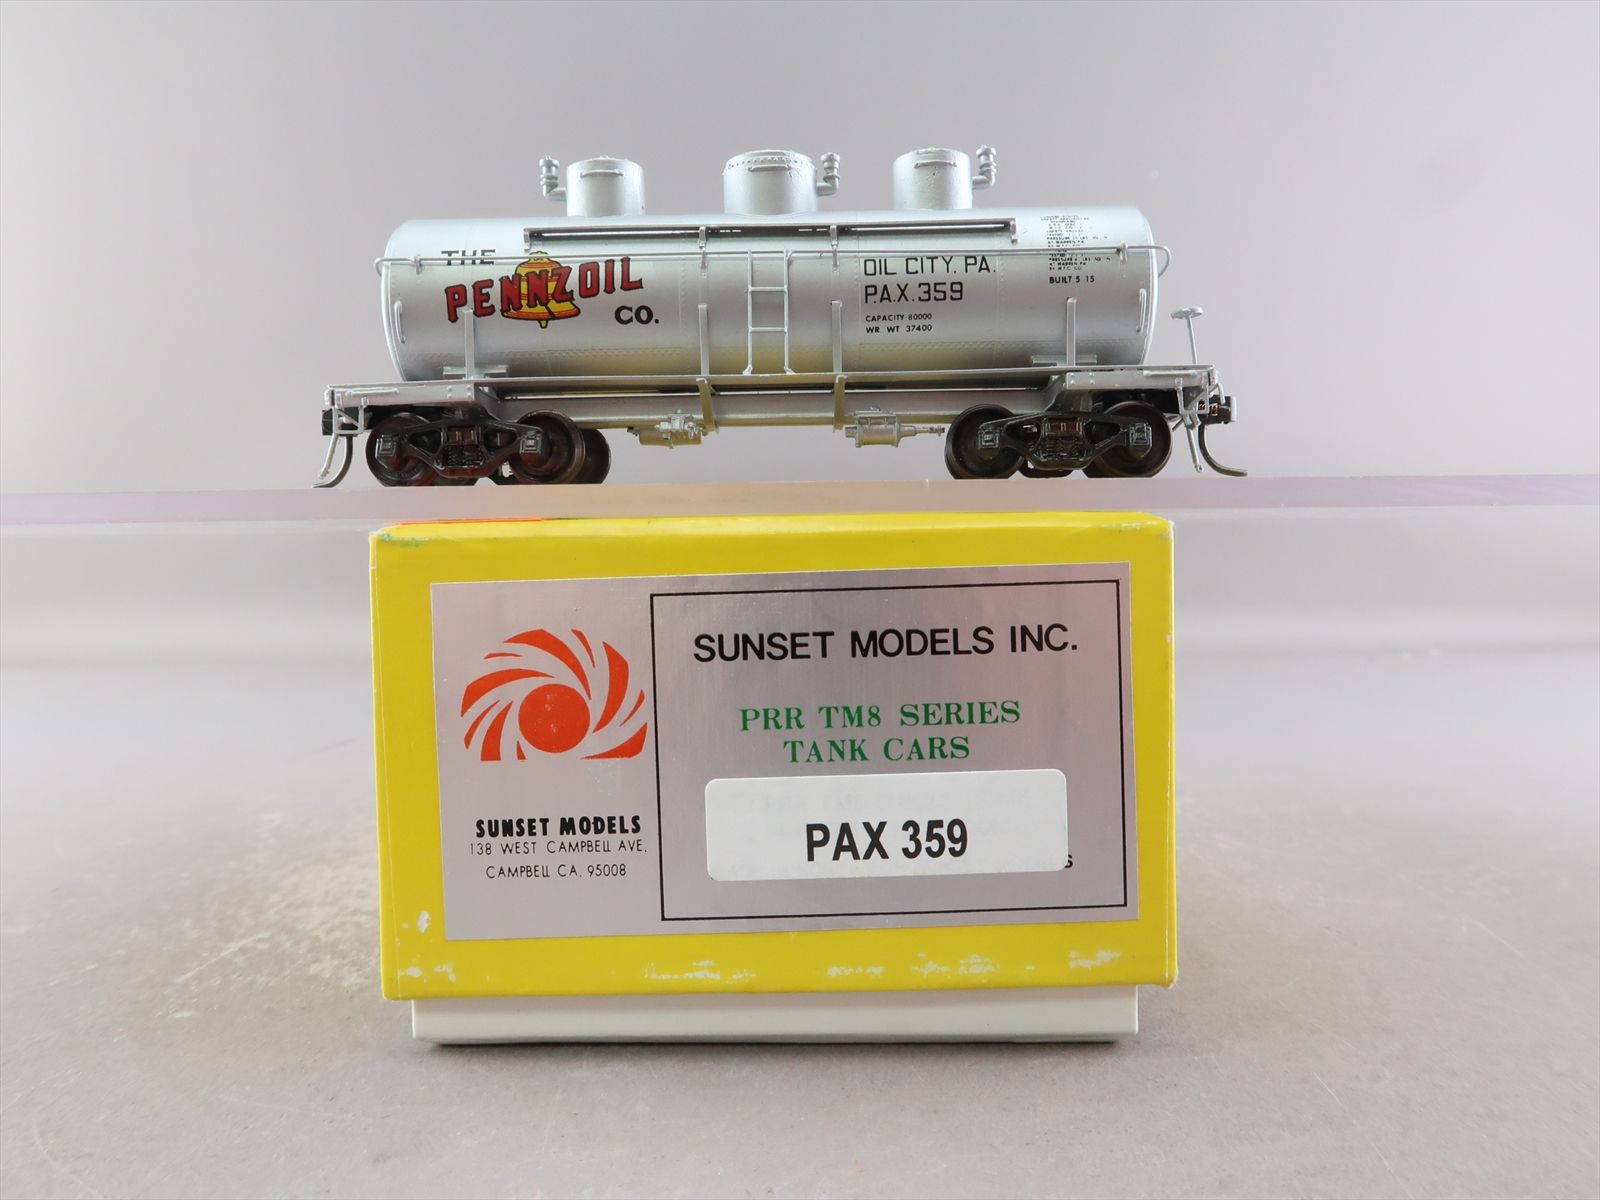 THE
PENNZOIL
CO.
OIL CITY, PA.
P.A.X. 359
CAPACITY 80000
WR. WT 37400
BUILT 5 15
SUNSET MODELS INC.
PRR TM8 SERIES
TANK CARS
PAX 359
SUNSET MODELS
138 WEST CAMPBELL AVE.
CAMPBELL CA. 95008